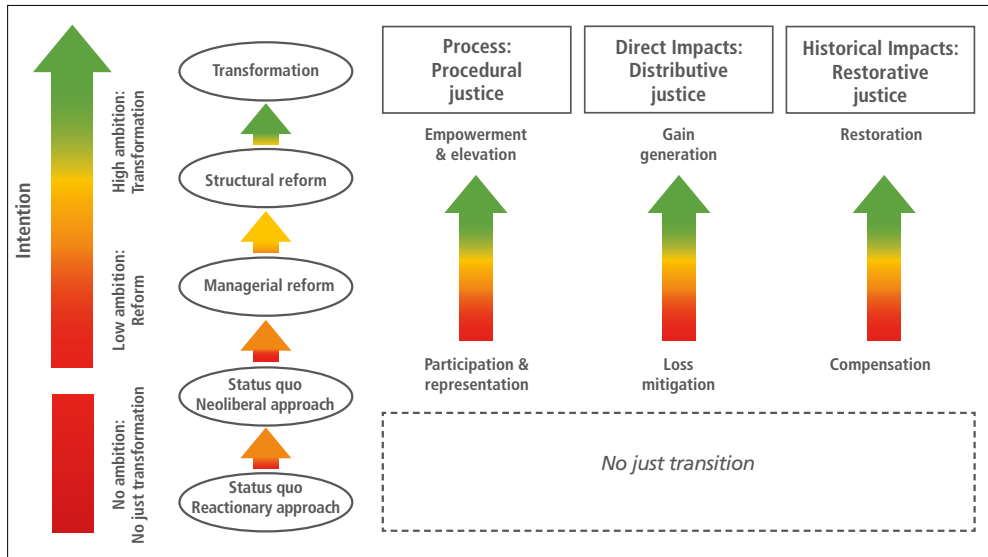 Intention
High ambition:
Transformation
Low ambition:
Reform
No ambition:
No just transformation
Transformation
Structural reform
Managerial reform
Status quo
Neoliberal approach
Status quo
Reactionary approach
Process:
Procedural
justice
Empowerment
& elevation
Participation &
representation
Direct Impacts:
Distributive
justice
Gain
generation
Loss
mitigation
Historical Impacts:
Restorative
justice
Restoration
Compensation
No just transition